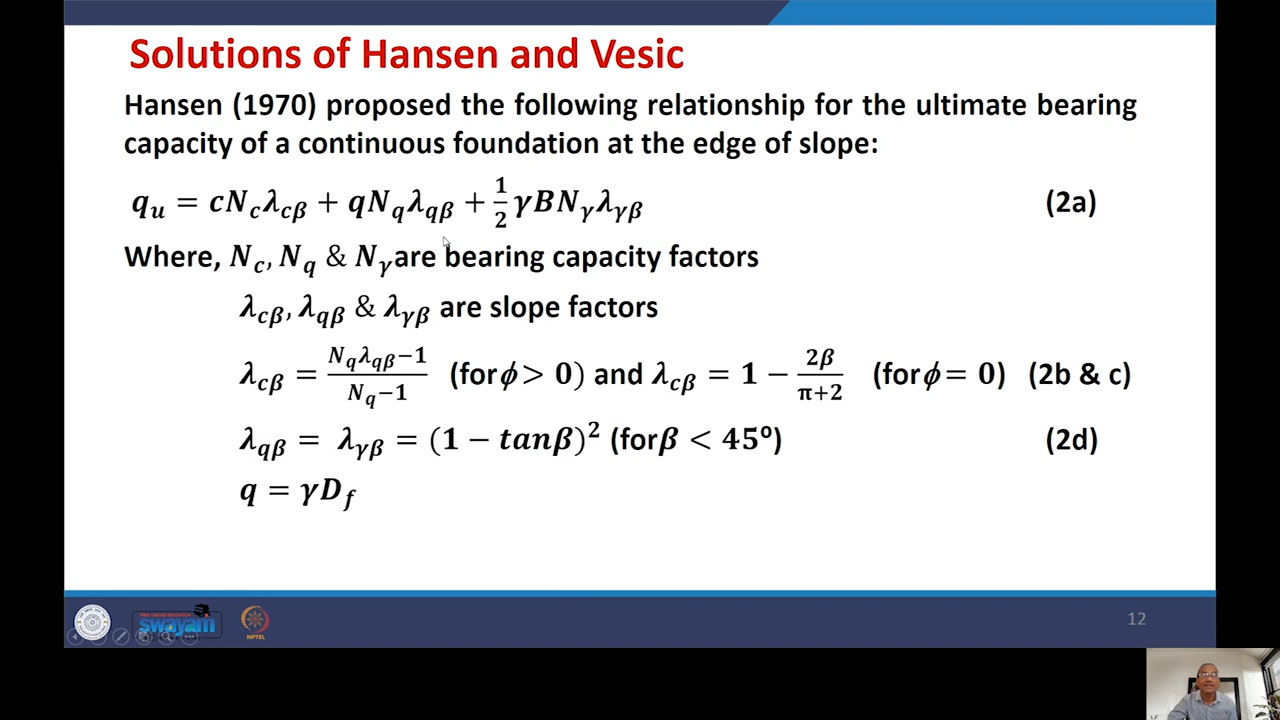 Solutions of Hansen and Vesic
Hansen (1970) proposed the following relationship for the ultimate bearing
capacity of a continuous foundation at the edge of slope:
qᵤ = cN_cλ_cβ + qN_qλ_qβ + ½ γBN_γλ_γβ (2a)
Where, N_c, N_q & N_γ are bearing capacity factors
λ_cβ, λ_qβ & λ_γβ are slope factors
λ_cβ = (N_qλ_qβ−1)/(N_q−1) (for ϕ > 0) and λ_cβ = 1 − 2β/(π+2) (for ϕ = 0) (2b & c)
λ_qβ = λ_γβ = (1 − tanβ)² (for β < 45º) (2d)
q = γD_f
swayam
NPTEL
12